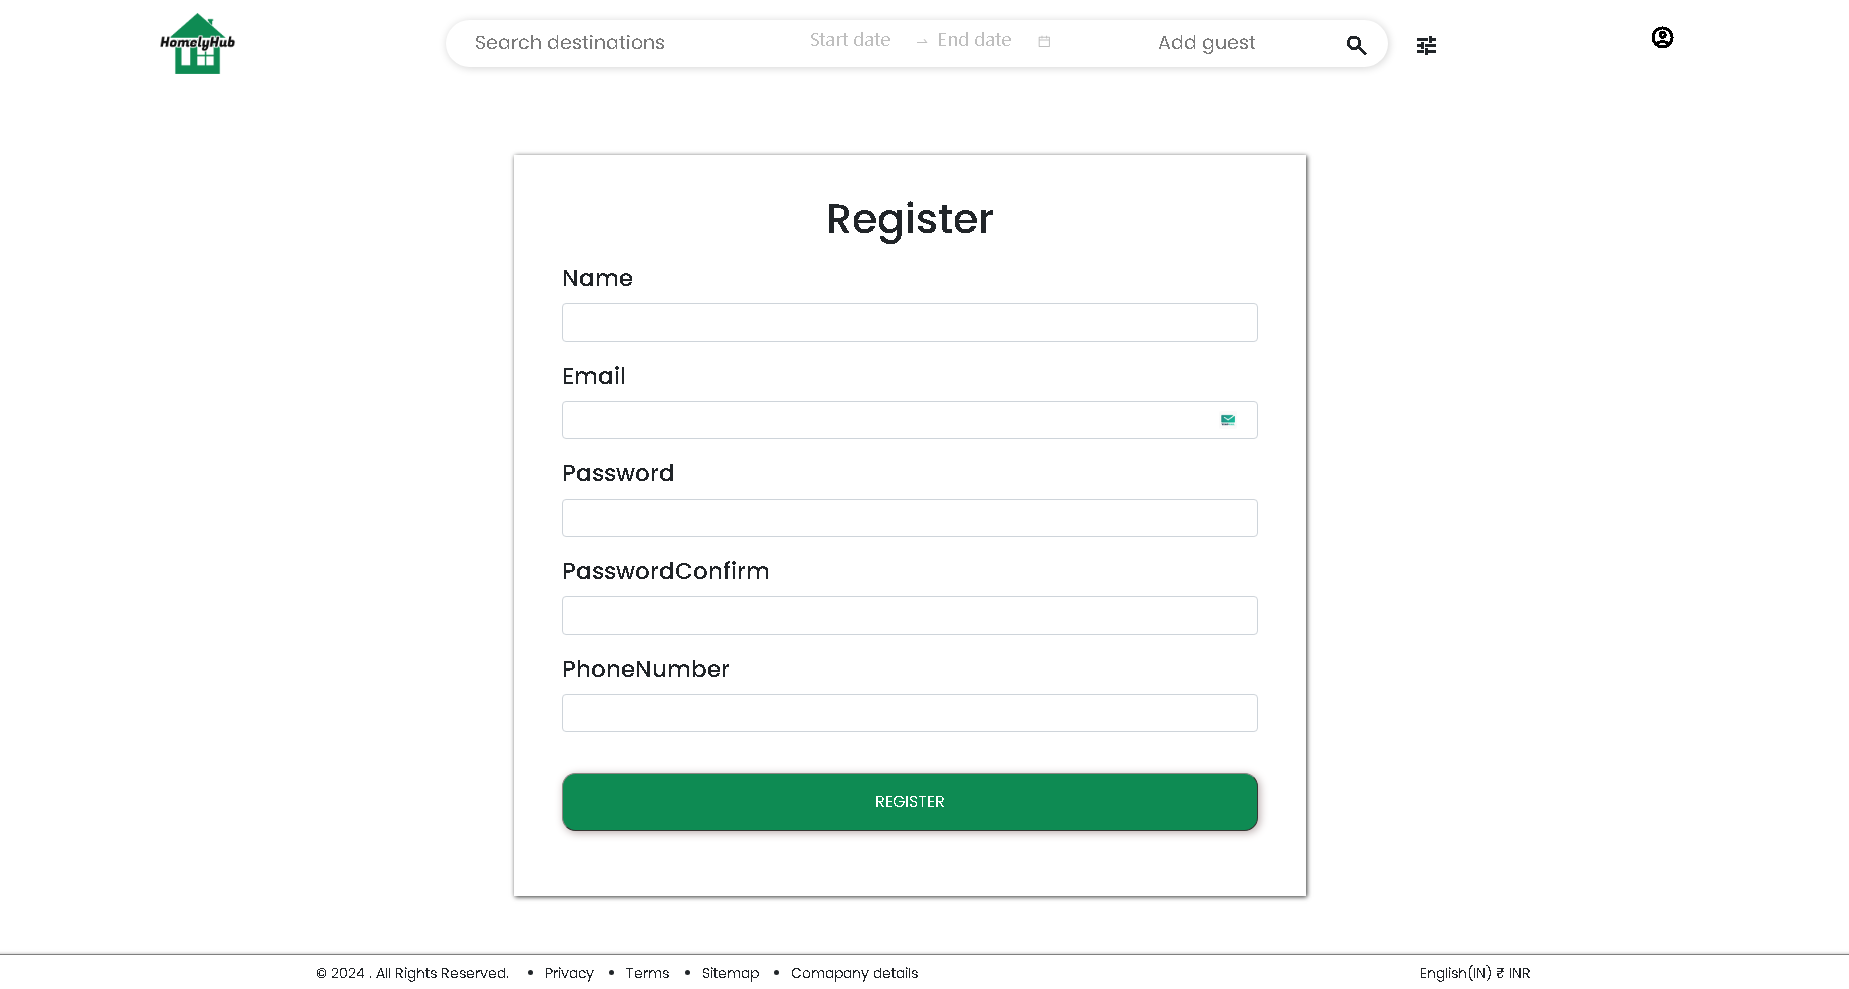 HomelyHub
Search destinations Start date → End date Add guest
Register
Name
Email
Password
PasswordConfirm
PhoneNumber
REGISTER
© 2024 . All Rights Reserved. • Privacy • Terms • Sitemap • Comapany details English(IN) ₹ INR